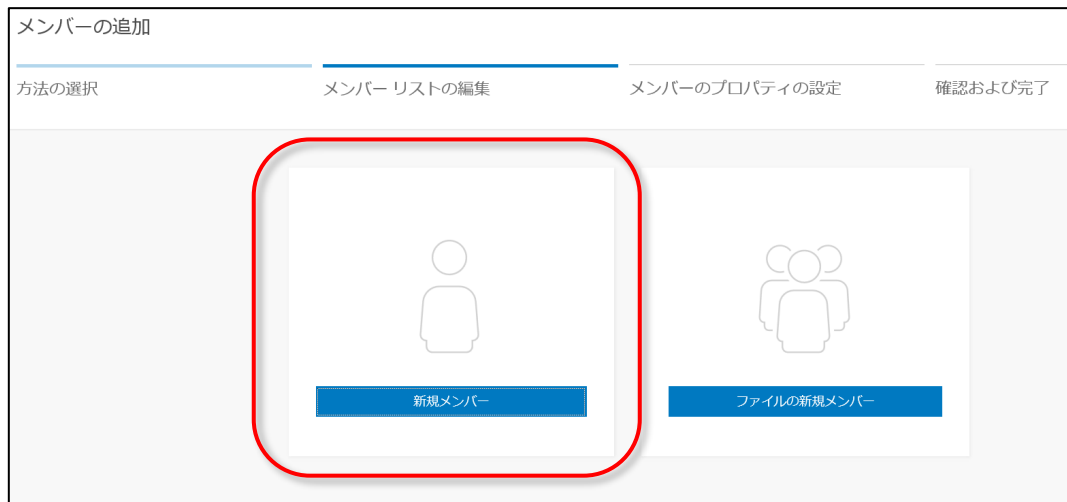 メンバーの追加
方法の選択
メンバー リストの編集
メンバーのプロパティの設定
確認および完了
新規メンバー
ファイルの新規メンバー